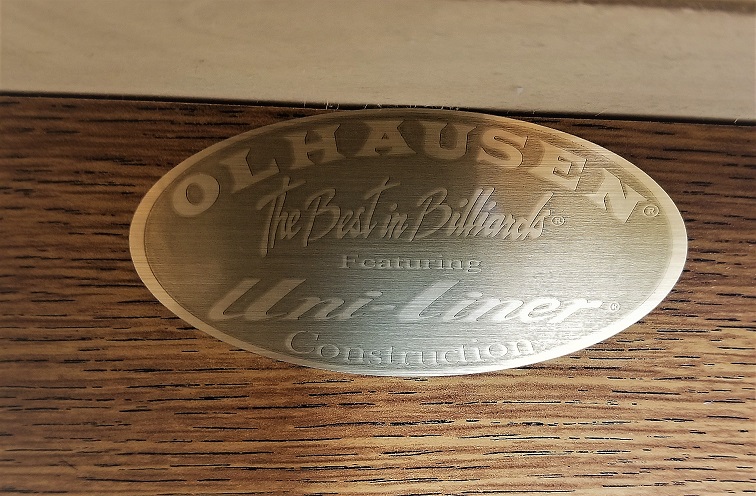 OLHAUSEN®
The Best in Billiards®
Featuring
Uni-Liner®
Construction